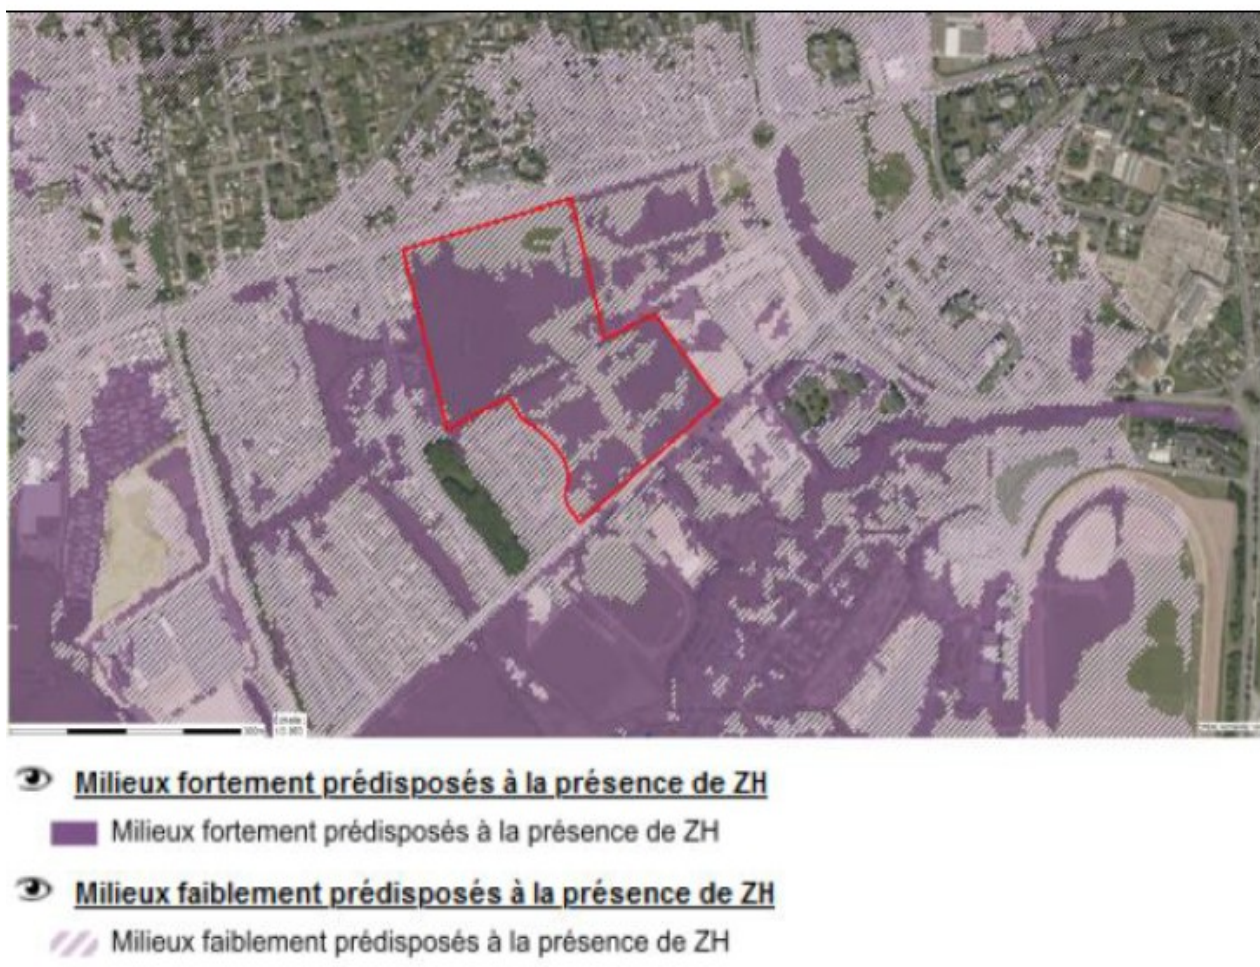 Milieux fortement prédisposés à la présence de ZH
Milieux fortement prédisposés à la présence de ZH
Milieux faiblement prédisposés à la présence de ZH
Milieux faiblement prédisposés à la présence de ZH